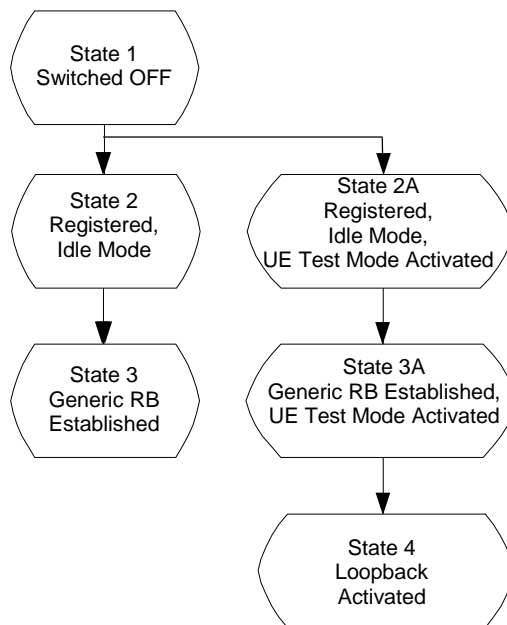 State 1
Switched OFF
State 2
Registered,
Idle Mode
State 2A
Registered,
Idle Mode,
UE Test Mode Activated
State 3
Generic RB
Established
State 3A
Generic RB Established,
UE Test Mode Activated
State 4
Loopback
Activated